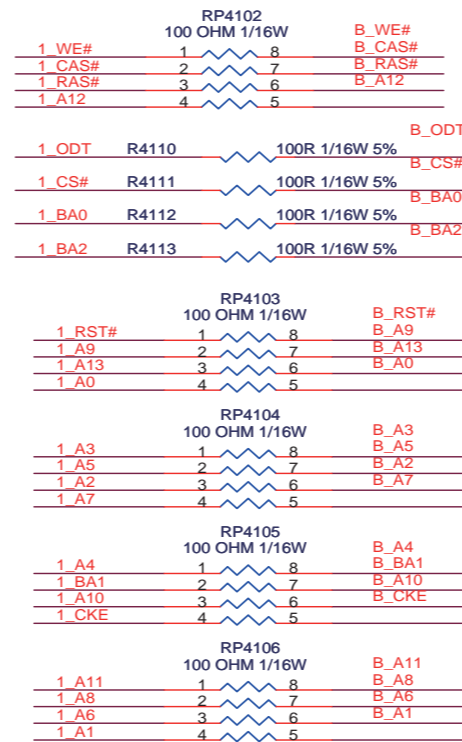 RP4102
100 OHM 1/16W
B_WE#
1_WE# 1 8 B_CAS#
1_CAS# 2 7 B_RAS#
1_RAS# 3 6 B_A12
1_A12 4 5
B_ODT
1_ODT R4110 100R 1/16W 5%
B_CS#
1_CS# R4111 100R 1/16W 5%
B_BA0
1_BA0 R4112 100R 1/16W 5%
B_BA2
1_BA2 R4113 100R 1/16W 5%
RP4103
100 OHM 1/16W B_RST#
1_RST# 1 8 B_A9
1_A9 2 7 B_A13
1_A13 3 6 B_A0
1_A0 4 5
RP4104
100 OHM 1/16W B_A3
1_A3 1 8 B_A5
1_A5 2 7 B_A2
1_A2 3 6 B_A7
1_A7 4 5
RP4105
100 OHM 1/16W B_A4
1_A4 1 8 B_BA1
1_BA1 2 7 B_A10
1_A10 3 6 B_CKE
1_CKE 4 5
RP4106
100 OHM 1/16W B_A11
1_A11 1 8 B_A8
1_A8 2 7 B_A6
1_A6 3 6 B_A1
1_A1 4 5